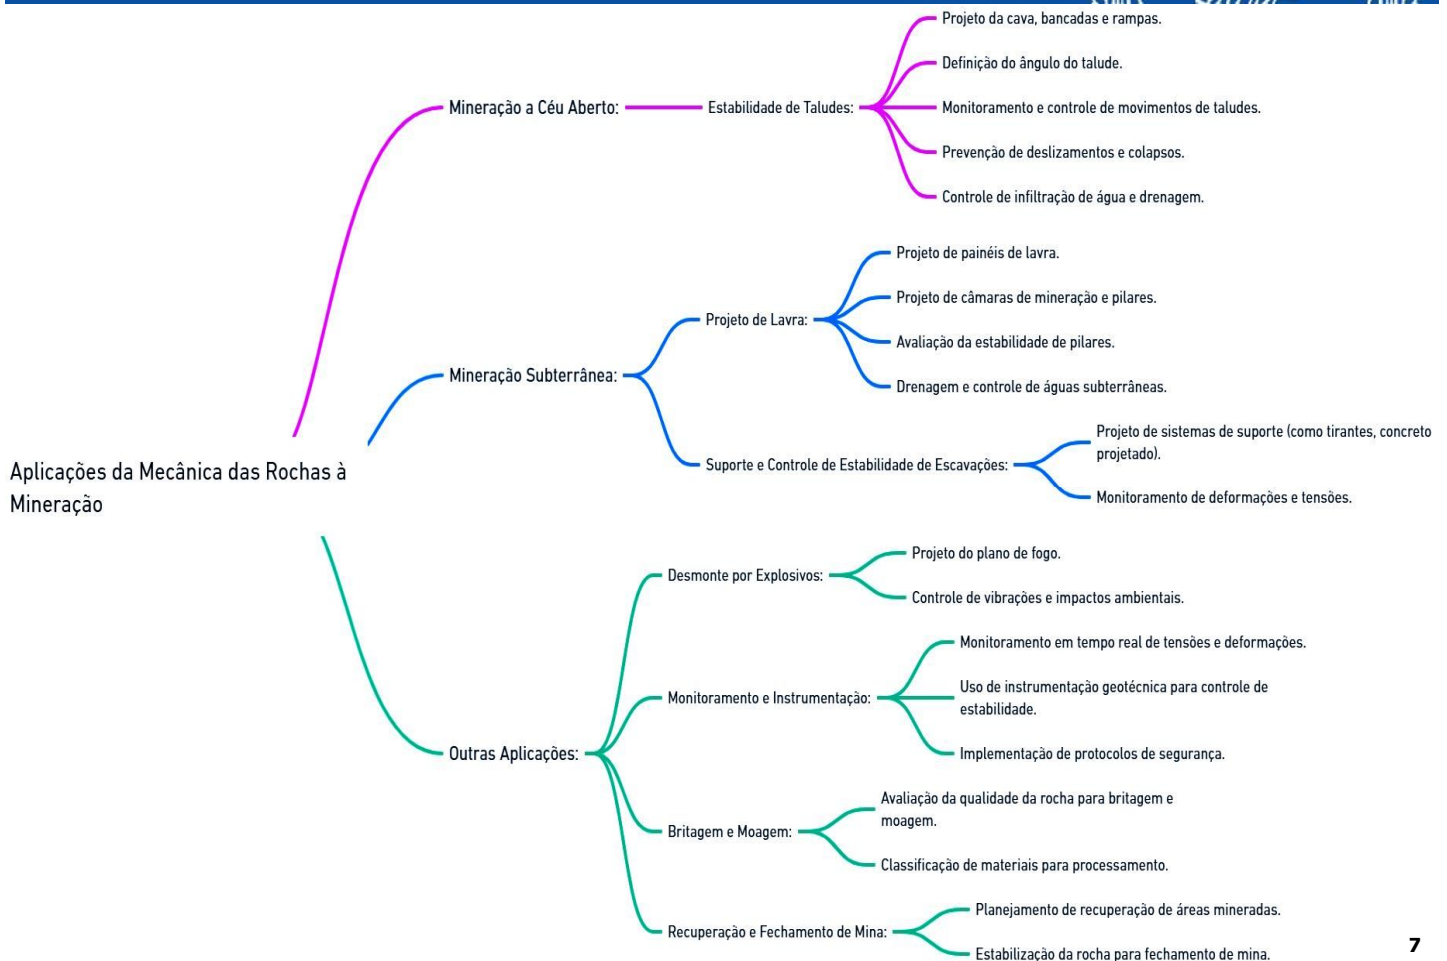 Projeto da cava, bancadas e rampas.
Definição do ângulo do talude.
Mineração a Céu Aberto:
Estabilidade de Taludes:
Monitoramento e controle de movimentos de taludes.
Prevenção de deslizamentos e colapsos.
Controle de infiltração de água e drenagem.
Projeto de painéis de lavra.
Projeto de câmaras de mineração e pilares.
Projeto de Lavra:
Avaliação da estabilidade de pilares.
Mineração Subterrânea:
Drenagem e controle de águas subterrâneas.
Projeto de sistemas de suporte (como tirantes, concreto
projetado).
Suporte e Controle de Estabilidade de Escavações:
Monitoramento de deformações e tensões.
Aplicações da Mecânica das Rochas à
Mineração
Projeto do plano de fogo.
Desmonte por Explosivos:
Controle de vibrações e impactos ambientais.
Monitoramento em tempo real de tensões e deformações.
Monitoramento e Instrumentação:
Uso de instrumentação geotécnica para controle de
estabilidade.
Outras Aplicações:
Implementação de protocolos de segurança.
Avaliação da qualidade da rocha para britagem e
moagem.
Britagem e Moagem:
Classificação de materiais para processamento.
Planejamento de recuperação de áreas mineradas.
Recuperação e Fechamento de Mina:
Estabilização da rocha para fechamento de mina.
7